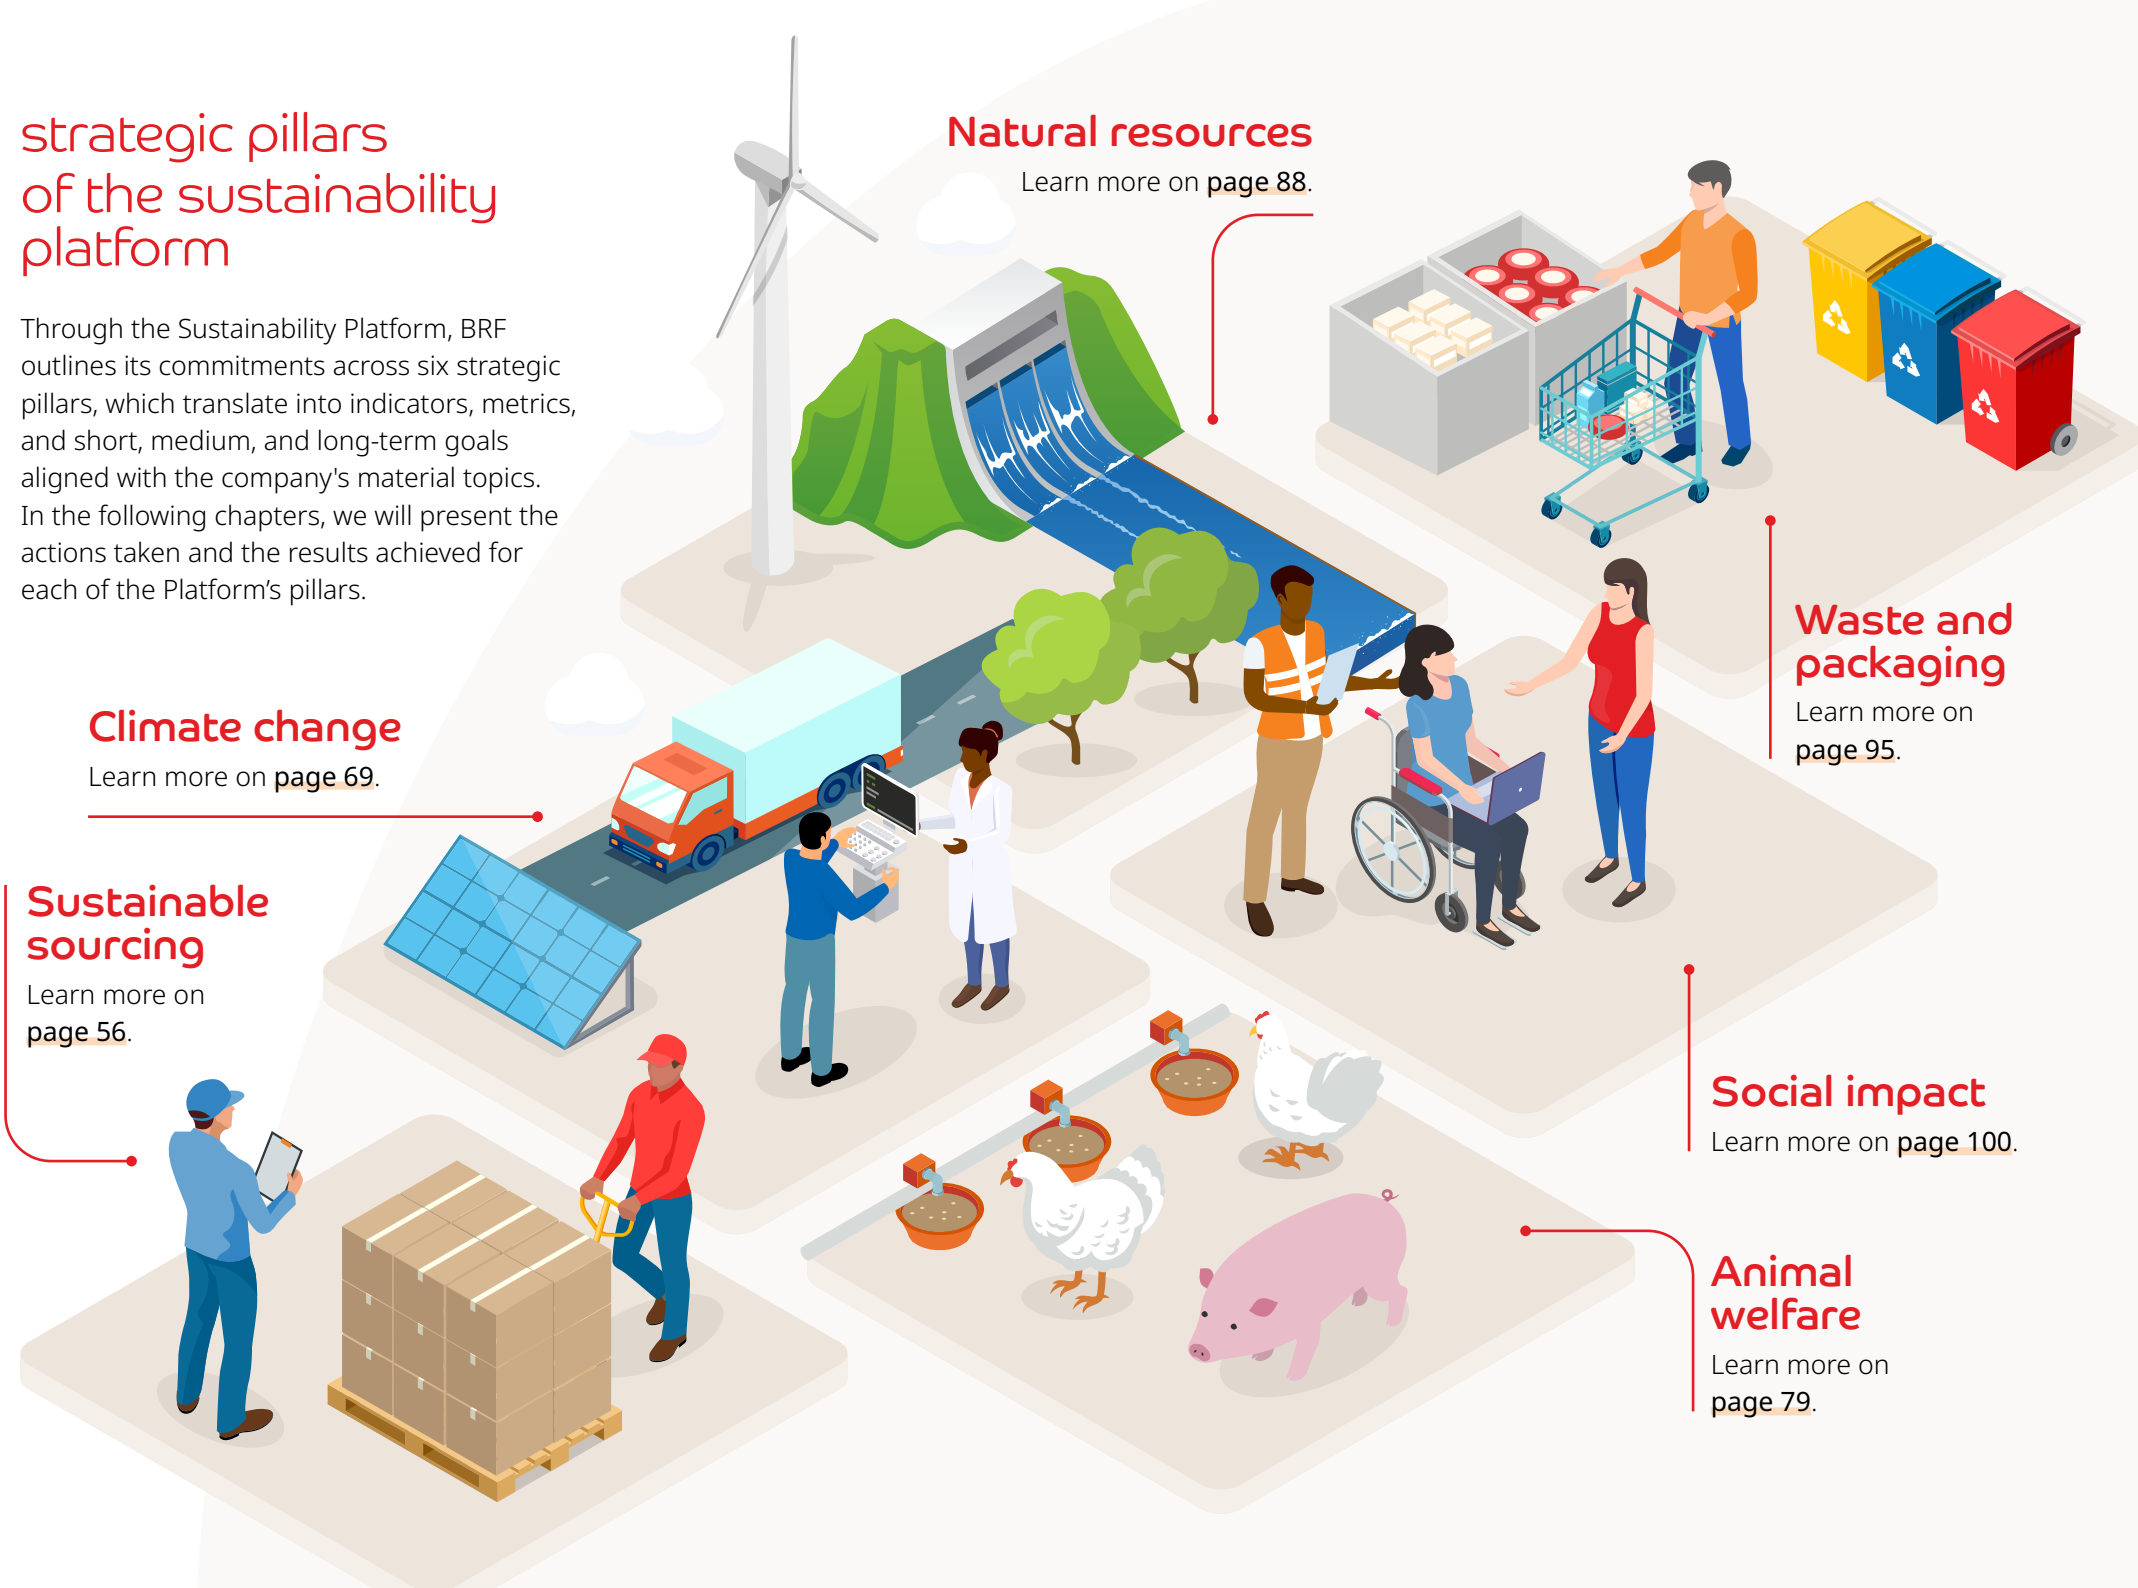 strategic pillars
of the sustainability
platform
Through the Sustainability Platform, BRF
outlines its commitments across six strategic
pillars, which translate into indicators, metrics,
and short, medium, and long-term goals
aligned with the company's material topics.
In the following chapters, we will present the
actions taken and the results achieved for
each of the Platform’s pillars.
Natural resources
Learn more on page 88.
Waste and
packaging
Learn more on
page 95.
Climate change
Learn more on page 69.
Sustainable
sourcing
Learn more on
page 56.
Social impact
Learn more on page 100.
Animal
welfare
Learn more on
page 79.